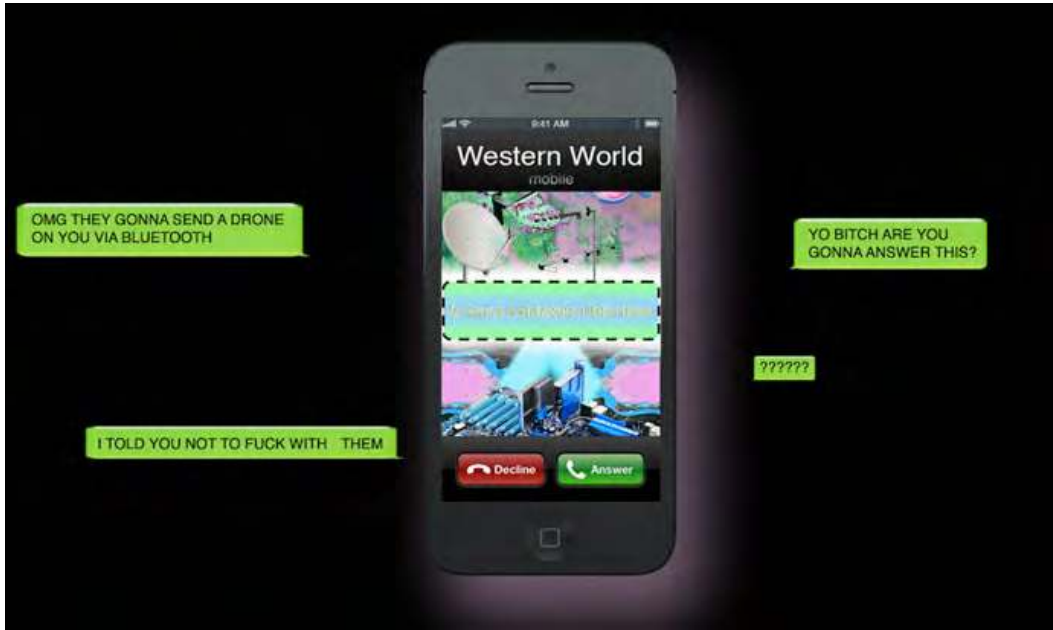 9:41 AM
Western World
mobile
OMG THEY GONNA SEND A DRONE
ON YOU VIA BLUETOOTH
YO BITCH ARE YOU
GONNA ANSWER THIS?
??????
I TOLD YOU NOT TO FUCK WITH THEM
Decline
Answer